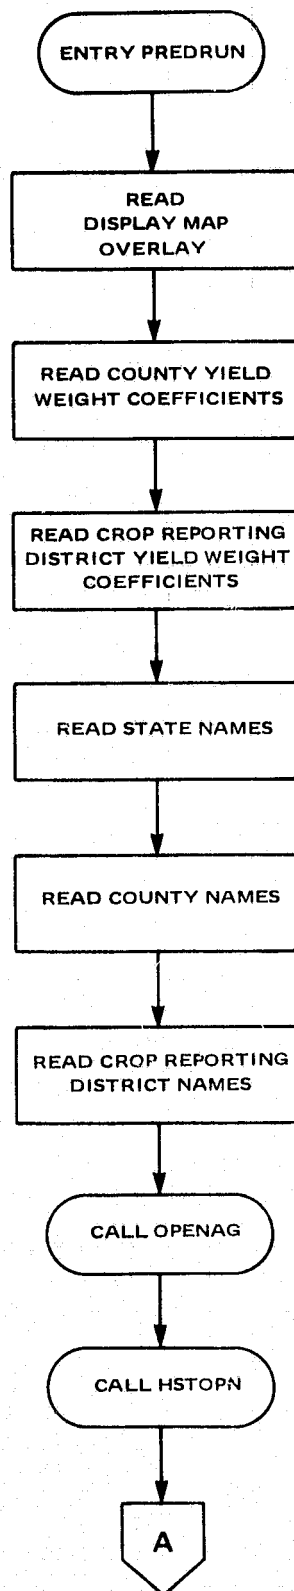 ENTRY PREDRUN
READ
DISPLAY MAP
OVERLAY
READ COUNTY YIELD
WEIGHT COEFFICIENTS
READ CROP REPORTING
DISTRICT YIELD WEIGHT
COEFFICIENTS
READ STATE NAMES
READ COUNTY NAMES
READ CROP REPORTING
DISTRICT NAMES
CALL OPENAG
CALL HSTOPN
A